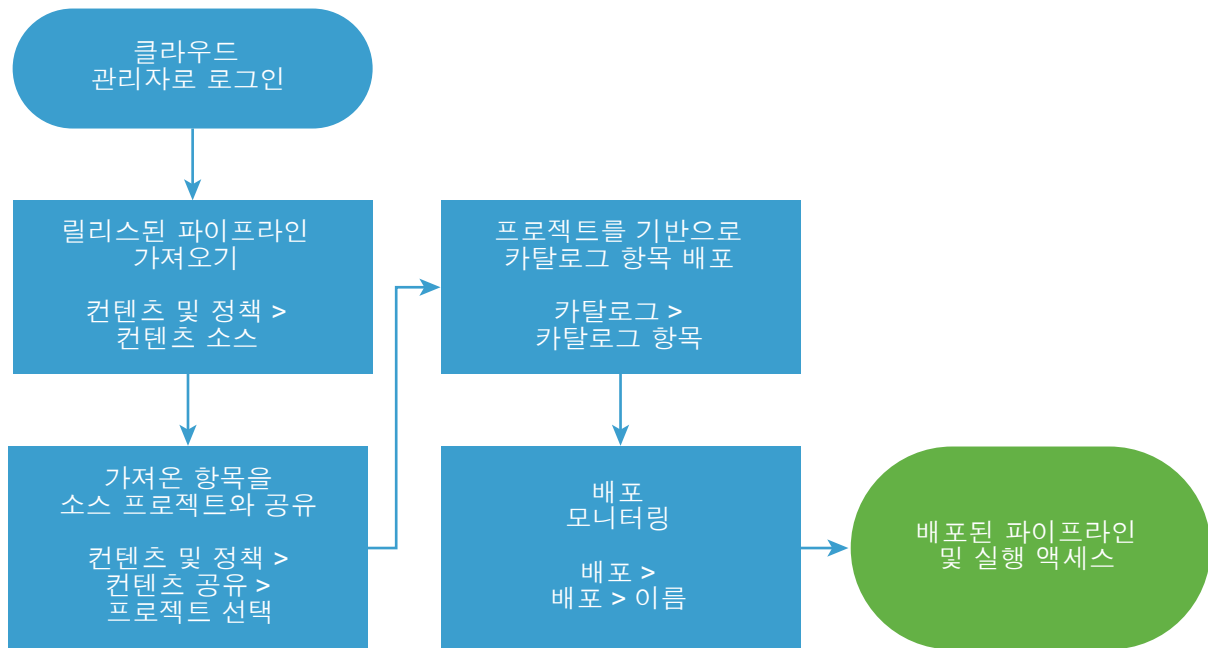 클라우드
관리자로 로그인
릴리스된 파이프라인
가져오기
컨텐츠 및 정책 >
컨텐츠 소스
가져온 항목을
소스 프로젝트와 공유
컨텐츠 및 정책 >
컨텐츠 공유 >
프로젝트 선택
프로젝트를 기반으로
카탈로그 항목 배포
카탈로그 >
카탈로그 항목
배포
모니터링
배포 >
배포 > 이름
배포된 파이프라인
및 실행 액세스